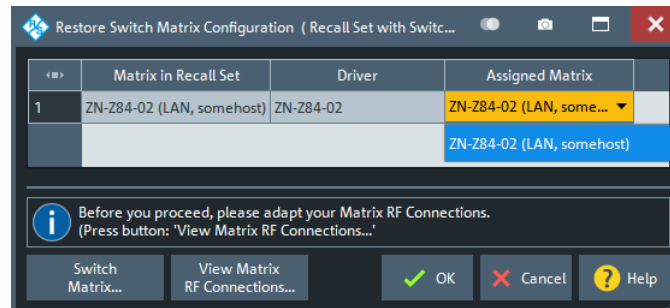 Restore Switch Matrix Configuration ( Recall Set with Switc...
Matrix in Recall Set Driver Assigned Matrix
1 ZN-Z84-02 (LAN, somehost) ZN-Z84-02 ZN-Z84-02 (LAN, some...
ZN-Z84-02 (LAN, somehost)
Before you proceed, please adapt your Matrix RF Connections.
(Press button: 'View Matrix RF Connections...'
Switch Matrix...
View Matrix RF Connections...
OK
Cancel
Help